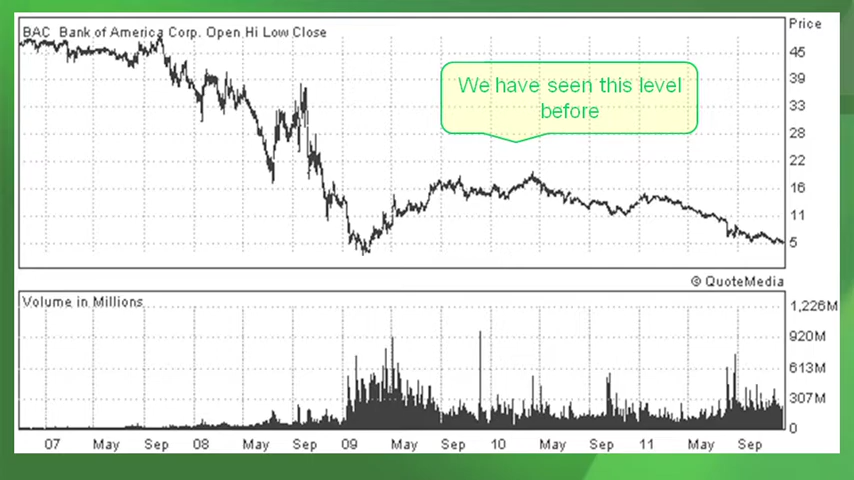 BAC Bank of America Corp. Open Hi Low Close
Price
We have seen this level
before
45
39
33
28
22
16
11
5
© QuoteMedia
Volume in Millions
1,226M
920M
613M
307M
0
07 May Sep 08 May Sep 09 May Sep 10 May Sep 11 May Sep